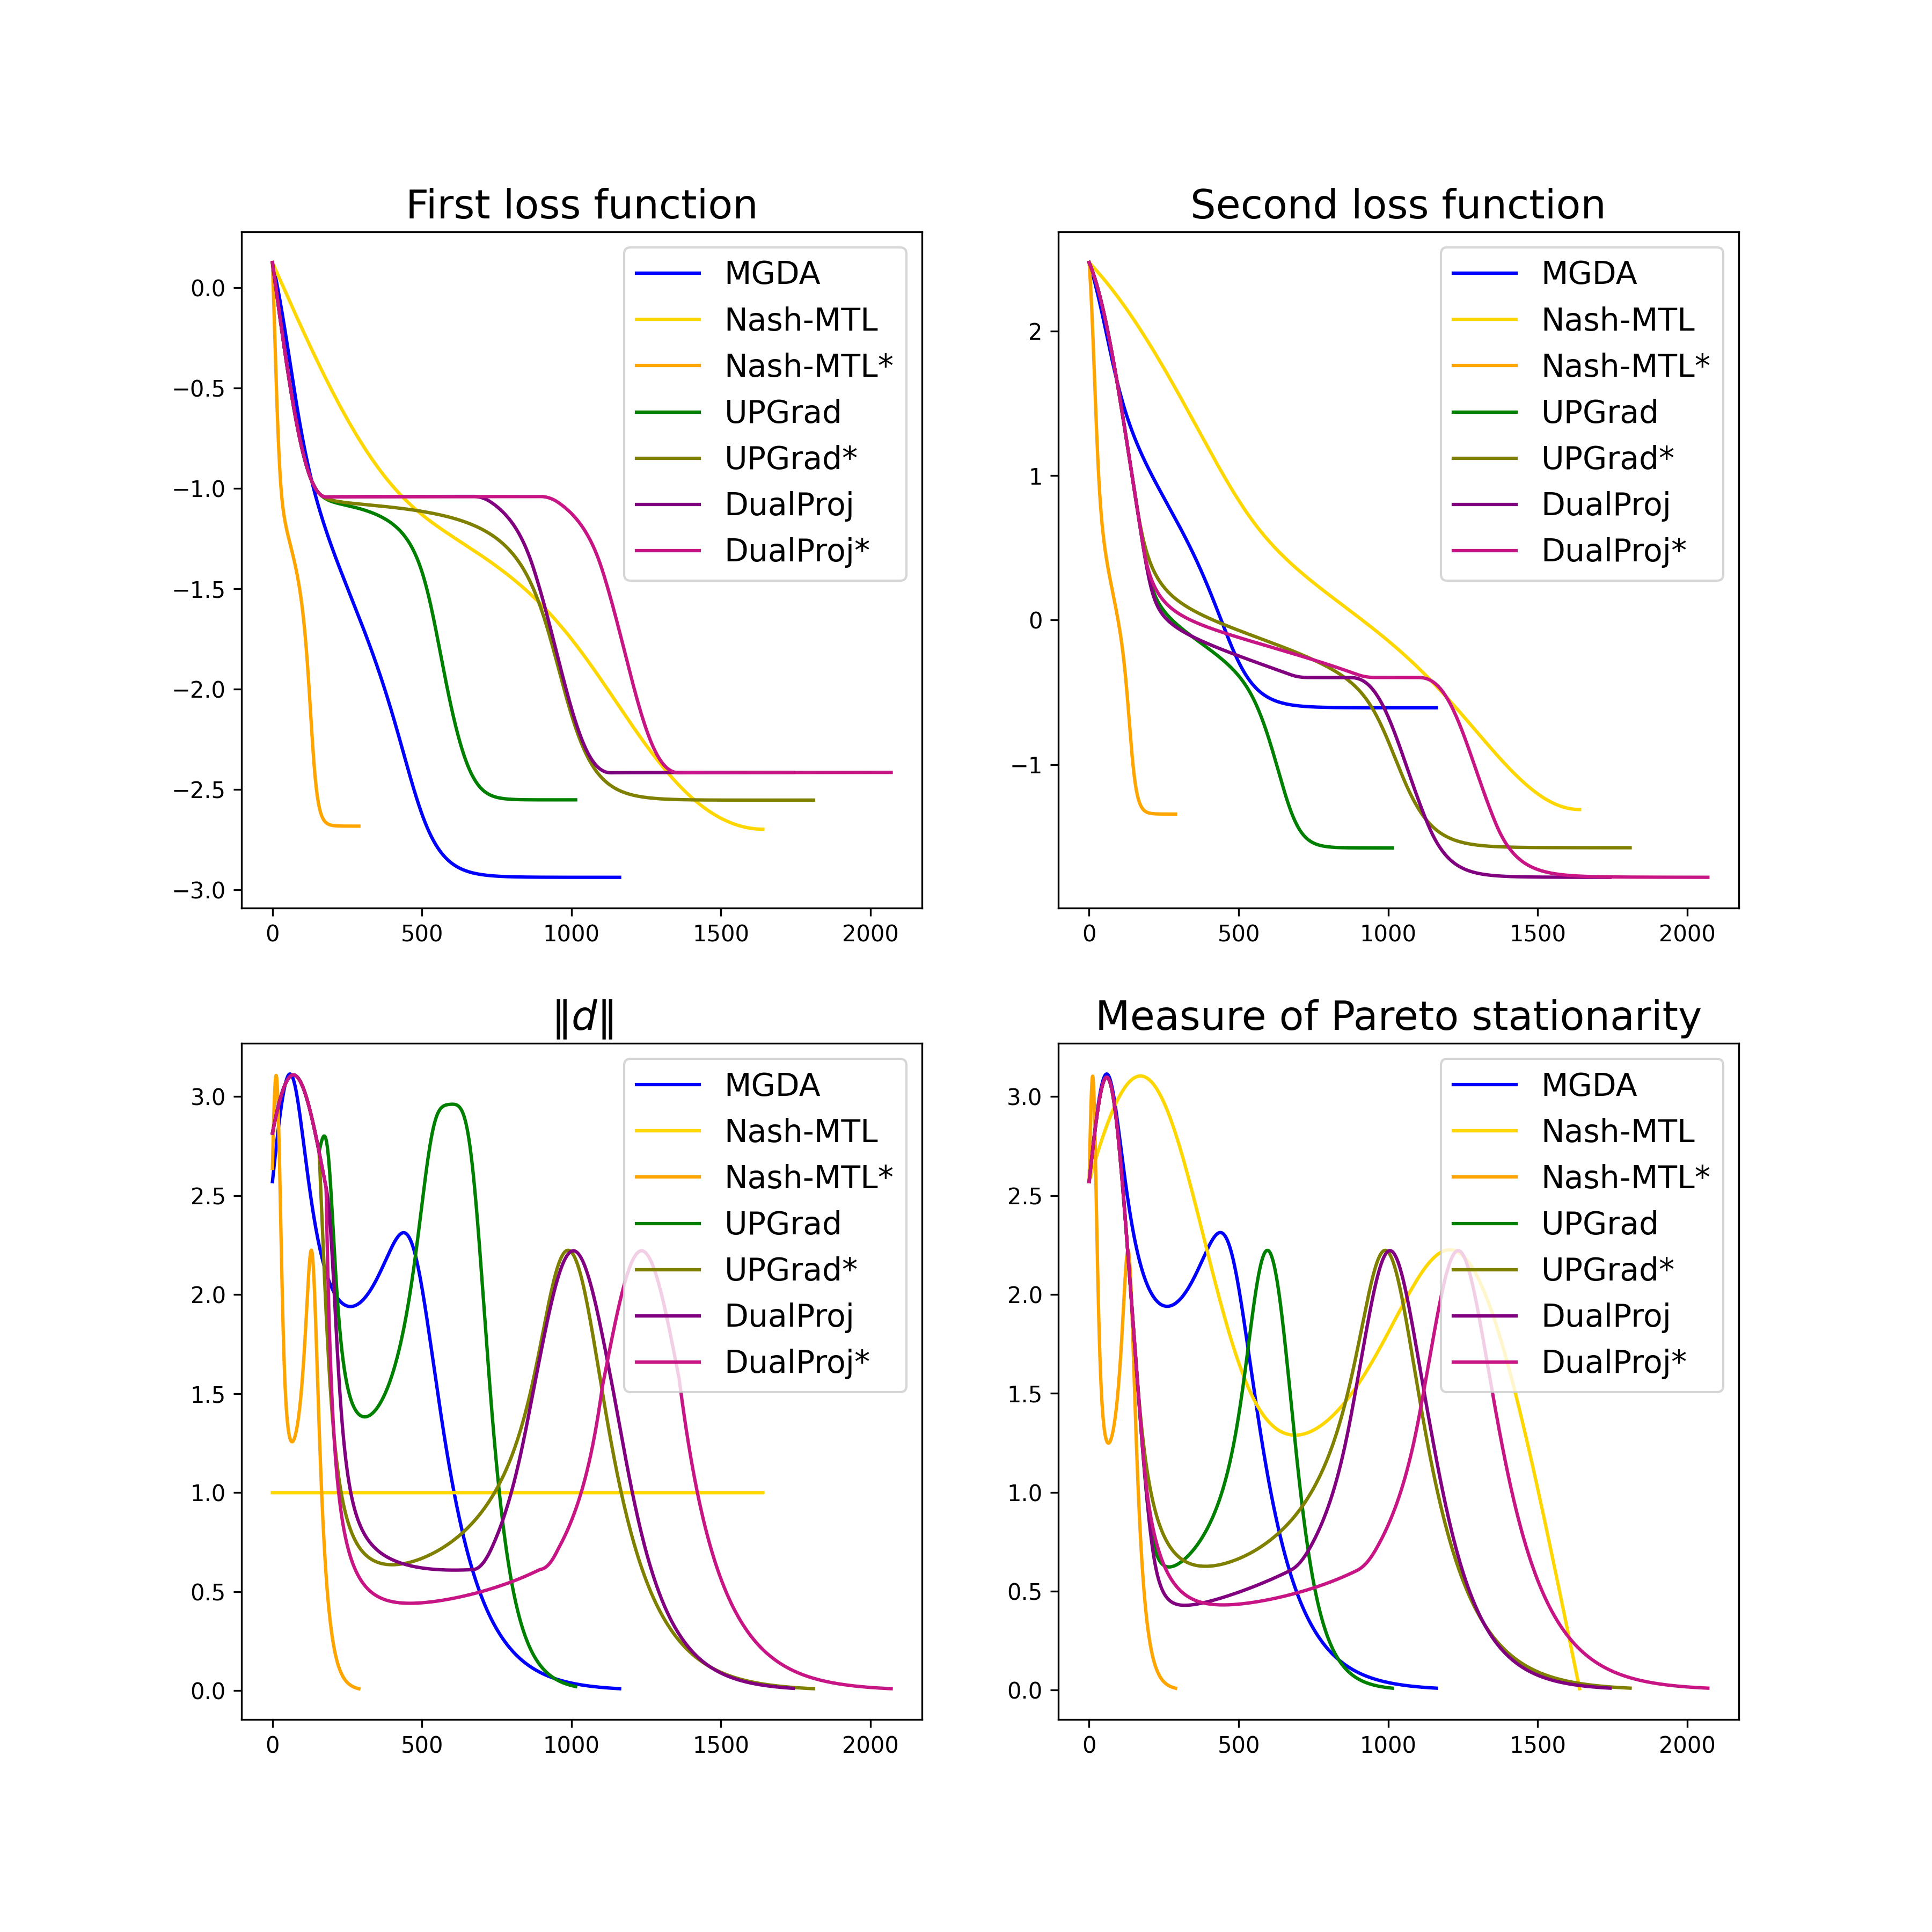 First loss function
0.0
−0.5
−1.0
−1.5
−2.0
−2.5
−3.0
0 500 1000 1500 2000
MGDA
Nash-MTL
Nash-MTL*
UPGrad
UPGrad*
DualProj
DualProj*
Second loss function
2
1
0
−1
0 500 1000 1500 2000
MGDA
Nash-MTL
Nash-MTL*
UPGrad
UPGrad*
DualProj
DualProj*
‖d‖
3.0
2.5
2.0
1.5
1.0
0.5
0.0
0 500 1000 1500 2000
MGDA
Nash-MTL
Nash-MTL*
UPGrad
UPGrad*
DualProj
DualProj*
Measure of Pareto stationarity
3.0
2.5
2.0
1.5
1.0
0.5
0.0
0 500 1000 1500 2000
MGDA
Nash-MTL
Nash-MTL*
UPGrad
UPGrad*
DualProj
DualProj*